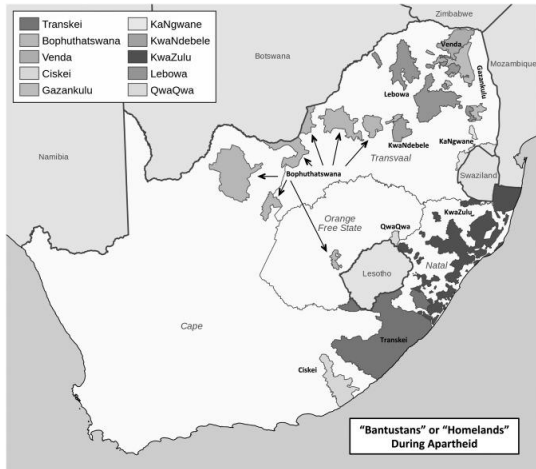 Transkei
Bophuthatswana
Venda
Ciskei
Gazankulu
KaNgwane
KwaNdebele
KwaZulu
Lebowa
QwaQwa
Zimbabwe
Botswana
Mozambique
Namibia
Venda
Gazankulu
Lebowa
KaNgwane
KwaNdebele
Transvaal
Bophuthatswana
Swaziland
Orange
Free State
QwaQwa
KwaZulu
Natal
Lesotho
Cape
Transkei
Ciskei
"Bantustans" or "Homelands"
During Apartheid